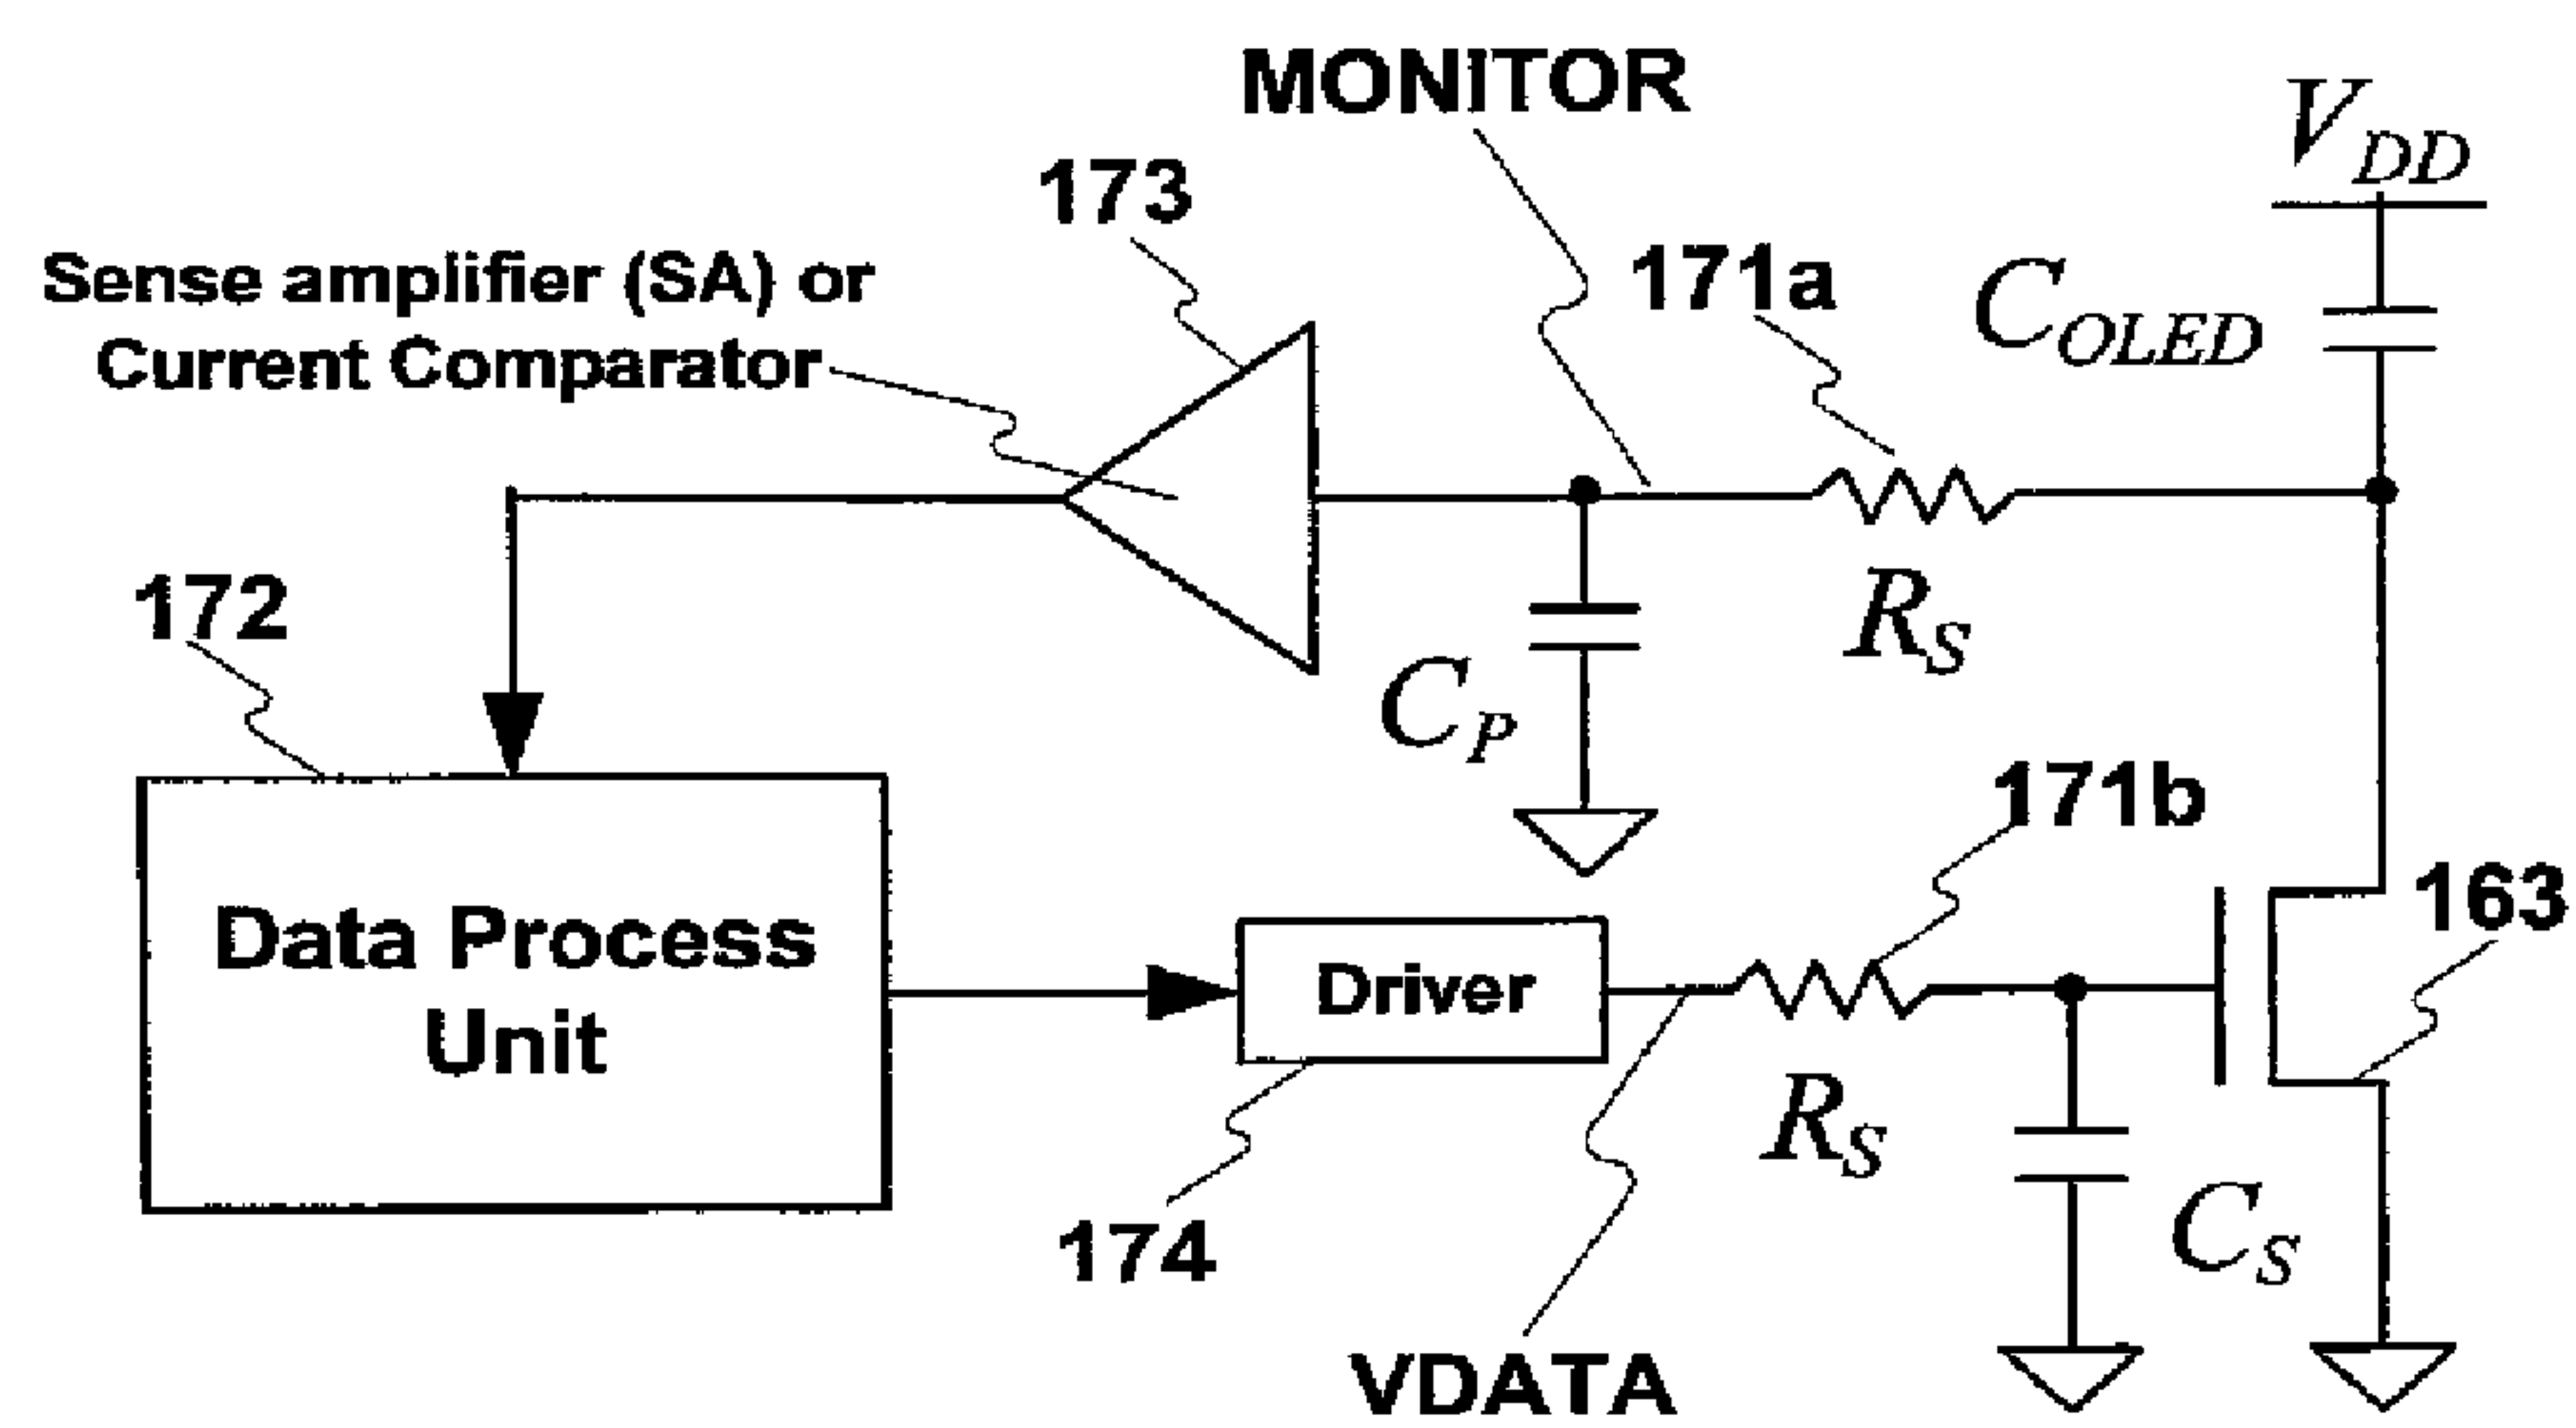 MONITOR
V_DD
173
171a
Sense amplifier (SA) or
Current Comparator
C_OLED
172
R_S
C_P
171b
163
Data Process
Unit
Driver
R_S
C_S
174
VDATA